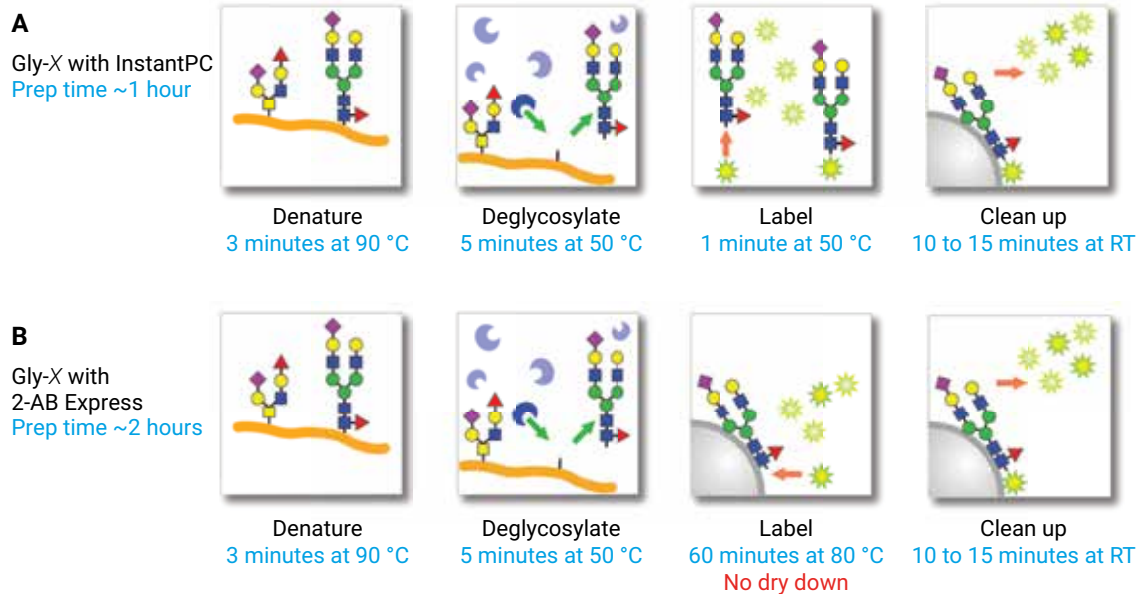 A
Gly-X with InstantPC
Prep time ~1 hour
Denature
3 minutes at 90 °C
Deglycosylate
5 minutes at 50 °C
Label
1 minute at 50 °C
Clean up
10 to 15 minutes at RT
B
Gly-X with
2-AB Express
Prep time ~2 hours
Denature
3 minutes at 90 °C
Deglycosylate
5 minutes at 50 °C
Label
60 minutes at 80 °C
No dry down
Clean up
10 to 15 minutes at RT